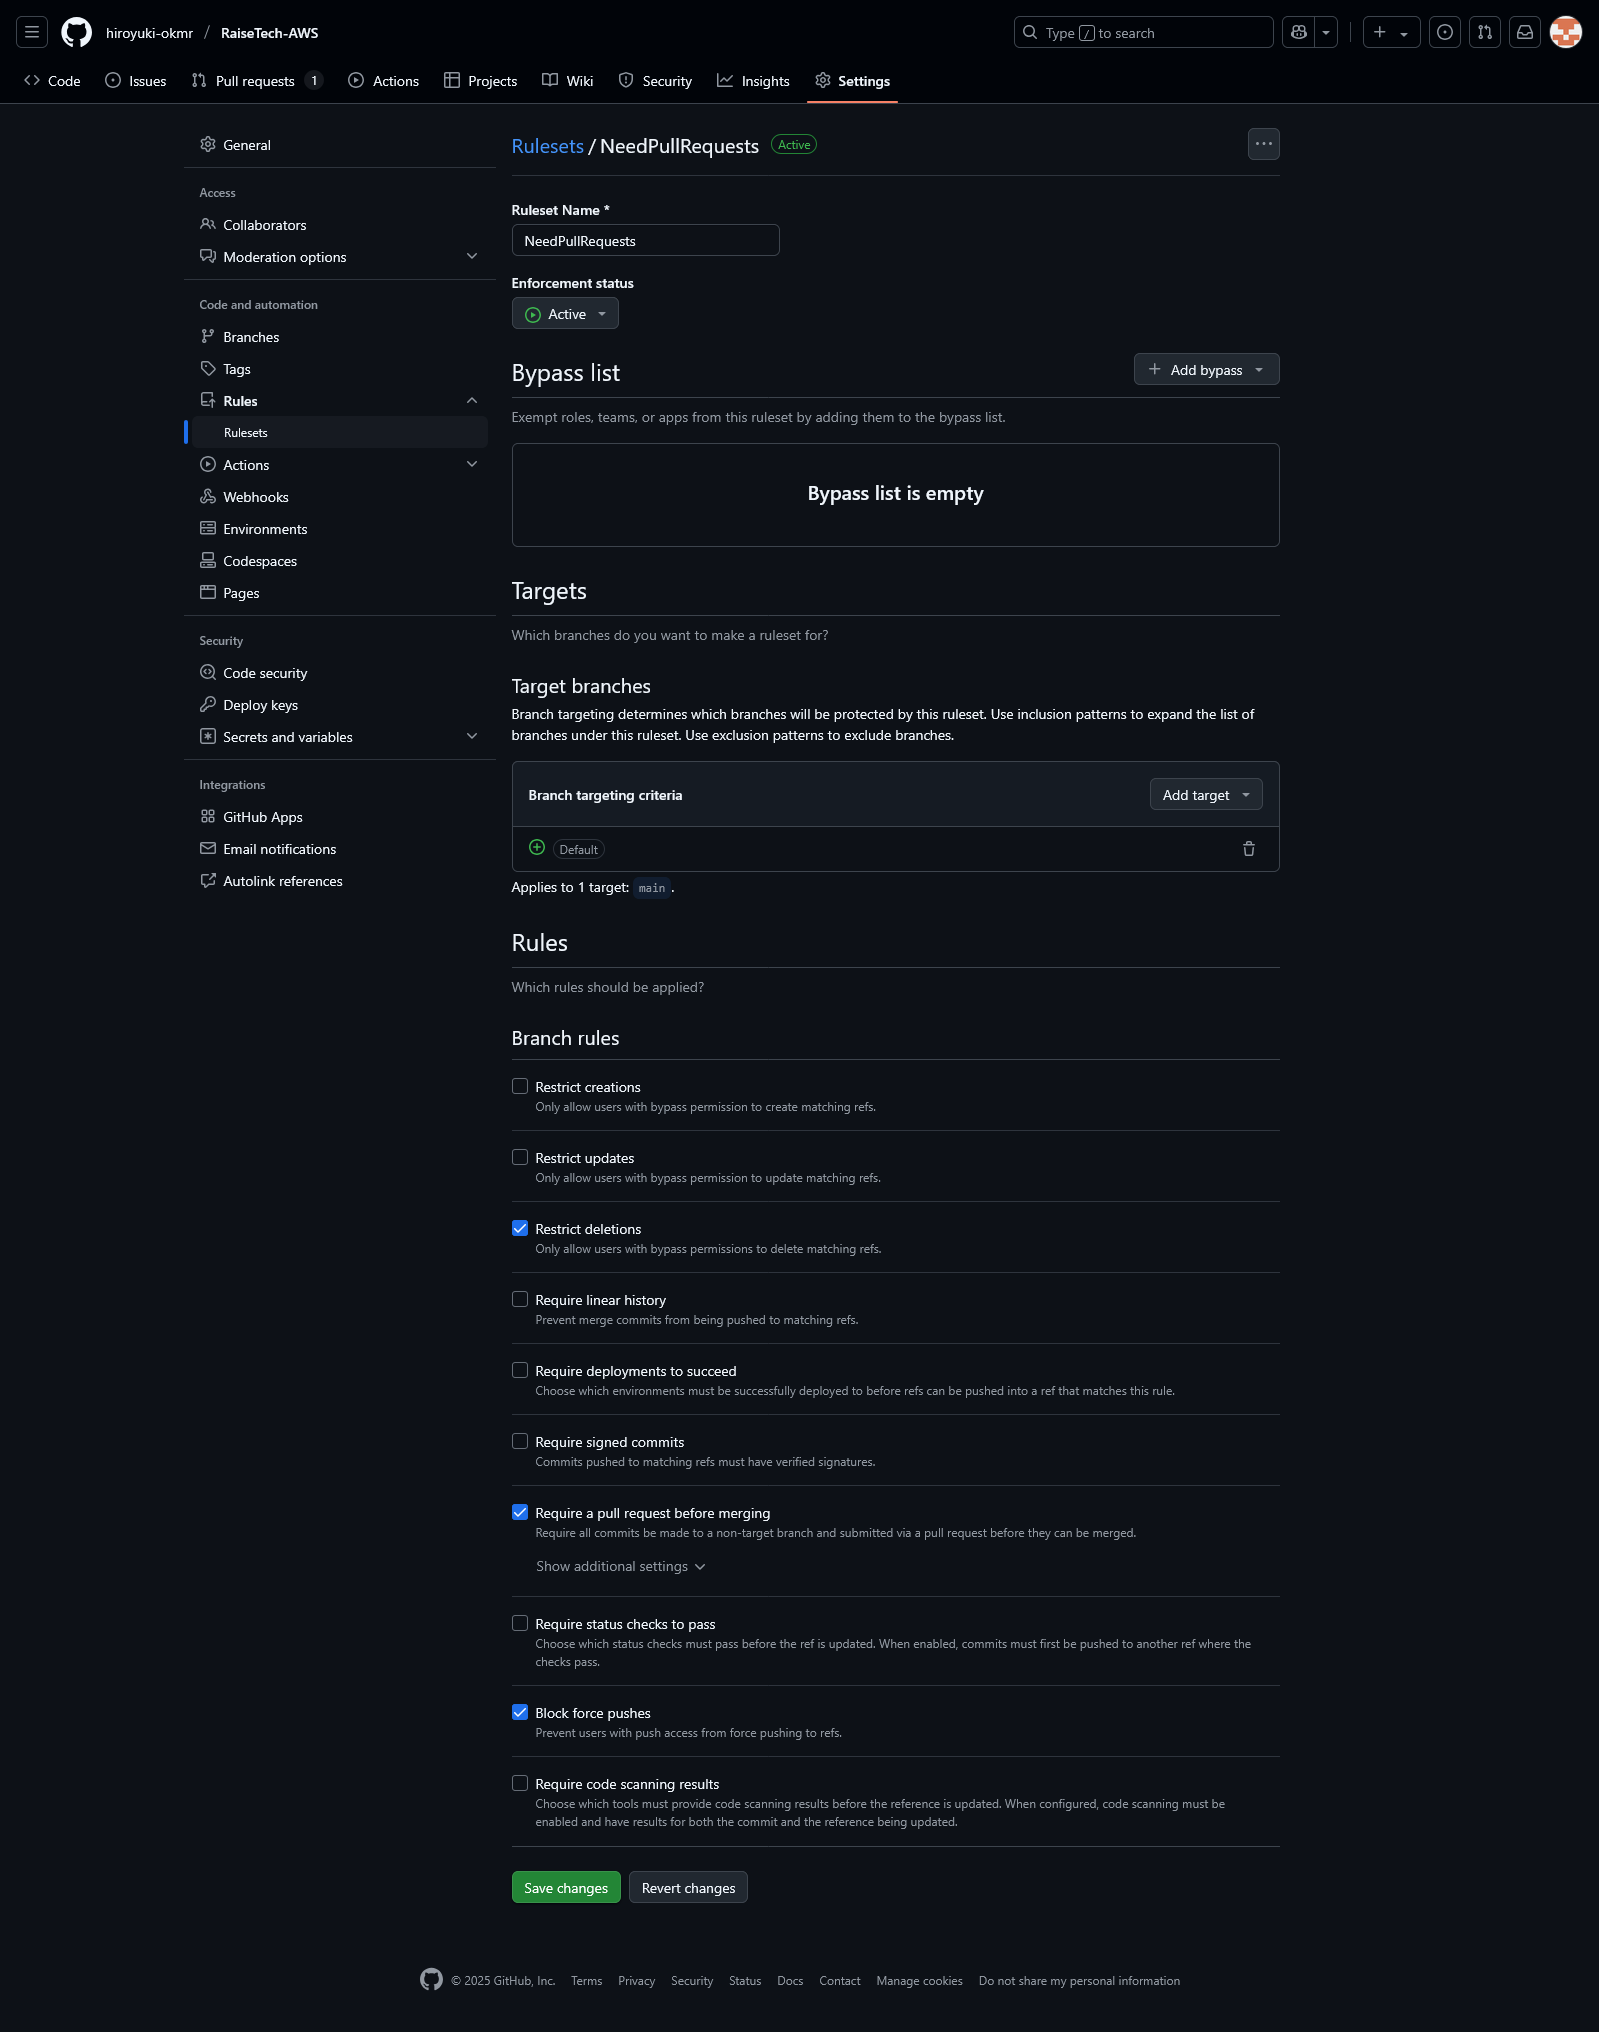 hiroyuki-okmr / RaiseTech-AWS
Type / to search
Code
Issues
Pull requests 1
Actions
Projects
Wiki
Security
Insights
Settings
General
Access
Collaborators
Moderation options
Code and automation
Branches
Tags
Rules
Rulesets
Actions
Webhooks
Environments
Codespaces
Pages
Security
Code security
Deploy keys
Secrets and variables
Integrations
GitHub Apps
Email notifications
Autolink references
Rulesets / NeedPullRequests Active
Ruleset Name *
NeedPullRequests
Enforcement status
Active
Bypass list
Add bypass
Exempt roles, teams, or apps from this ruleset by adding them to the bypass list.
Bypass list is empty
Targets
Which branches do you want to make a ruleset for?
Target branches
Branch targeting determines which branches will be protected by this ruleset. Use inclusion patterns to expand the list of
branches under this ruleset. Use exclusion patterns to exclude branches.
Branch targeting criteria
Add target
Default
Applies to 1 target: main.
Rules
Which rules should be applied?
Branch rules
Restrict creations
Only allow users with bypass permission to create matching refs.
Restrict updates
Only allow users with bypass permission to update matching refs.
Restrict deletions
Only allow users with bypass permissions to delete matching refs.
Require linear history
Prevent merge commits from being pushed to matching refs.
Require deployments to succeed
Choose which environments must be successfully deployed to before refs can be pushed into a ref that matches this rule.
Require signed commits
Commits pushed to matching refs must have verified signatures.
Require a pull request before merging
Require all commits be made to a non-target branch and submitted via a pull request before they can be merged.
Show additional settings
Require status checks to pass
Choose which status checks must pass before the ref is updated. When enabled, commits must first be pushed to another ref where the
checks pass.
Block force pushes
Prevent users with push access from force pushing to refs.
Require code scanning results
Choose which tools must provide code scanning results before the reference is updated. When configured, code scanning must be
enabled and have results for both the commit and the reference being updated.
Save changes
Revert changes
© 2025 GitHub, Inc.
Terms
Privacy
Security
Status
Docs
Contact
Manage cookies
Do not share my personal information